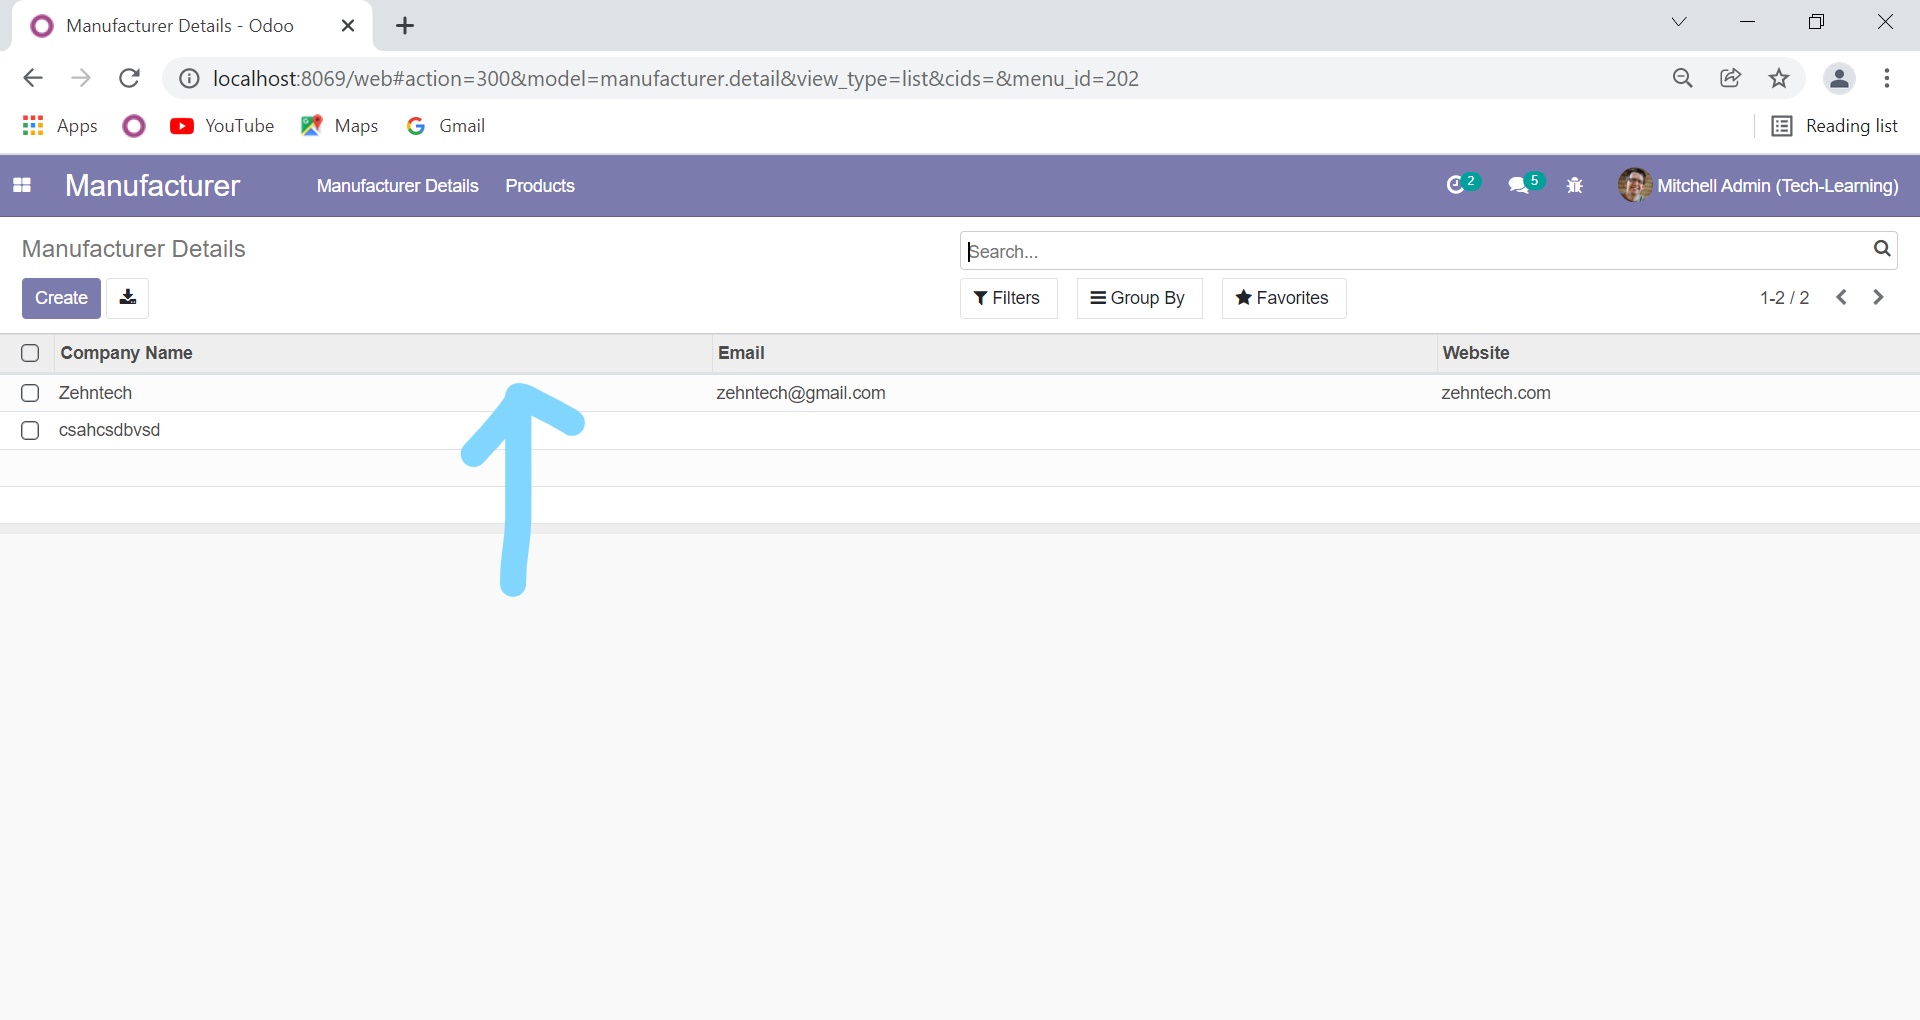 Manufacturer Details - Odoo
localhost:8069/web#action=300&model=manufacturer.detail&view_type=list&cids=&menu_id=202
Apps YouTube Maps Gmail Reading list
Manufacturer Manufacturer Details Products 2 5 Mitchell Admin (Tech-Learning)
Manufacturer Details Search...
Create Filters Group By Favorites 1-2 / 2
Company Name Email Website
Zehntech zehntech@gmail.com zehntech.com
csahcsdbvsd